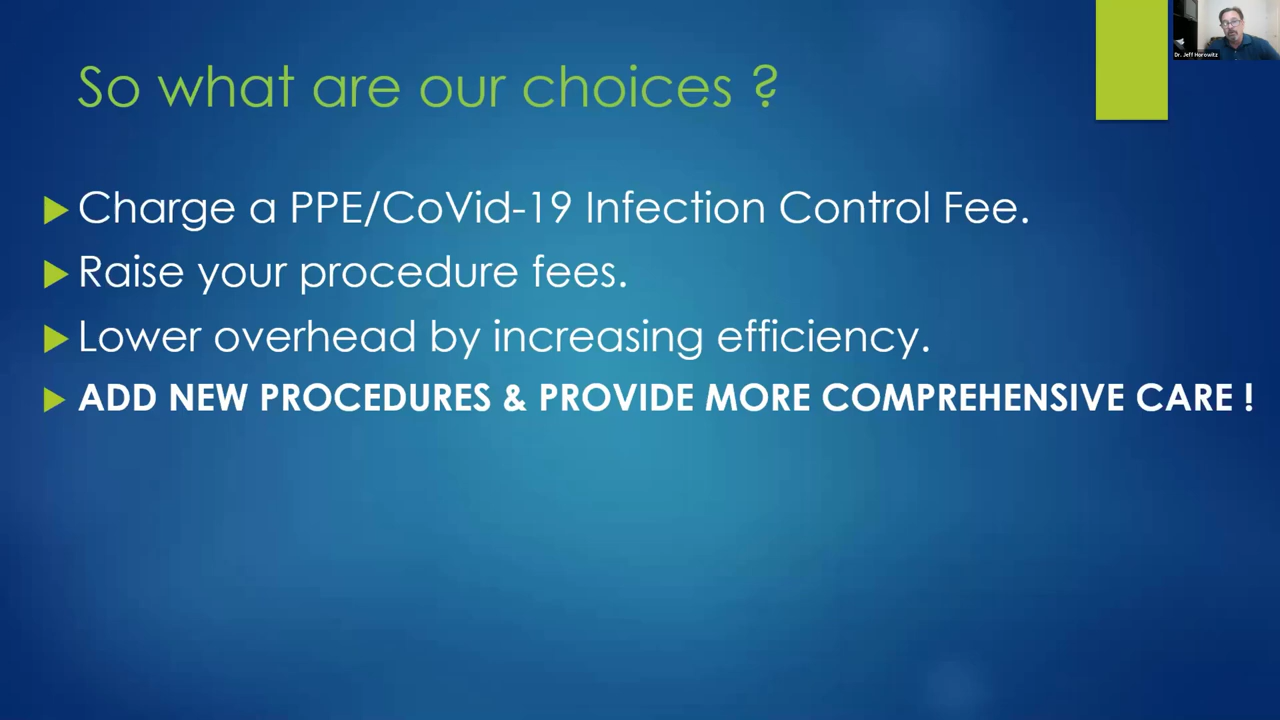 So what are our choices ?
Charge a PPE/CoVid-19 Infection Control Fee.
Raise your procedure fees.
Lower overhead by increasing efficiency.
ADD NEW PROCEDURES & PROVIDE MORE COMPREHENSIVE CARE !
Dr. Jeff Horowitz